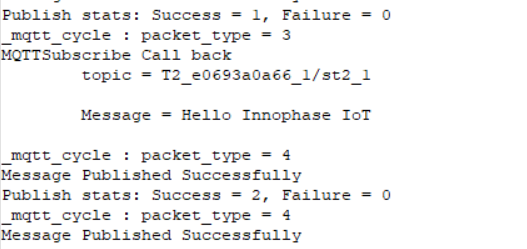 Publish stats: Success = 1, Failure = 0
_mqtt_cycle : packet_type = 3
MQTTSubscribe Call back
topic = T2_e0693a0a66_1/st2_1
Message = Hello Innophase IoT
_mqtt_cycle : packet_type = 4
Message Published Successfully
Publish stats: Success = 2, Failure = 0
_mqtt_cycle : packet_type = 4
Message Published Successfully